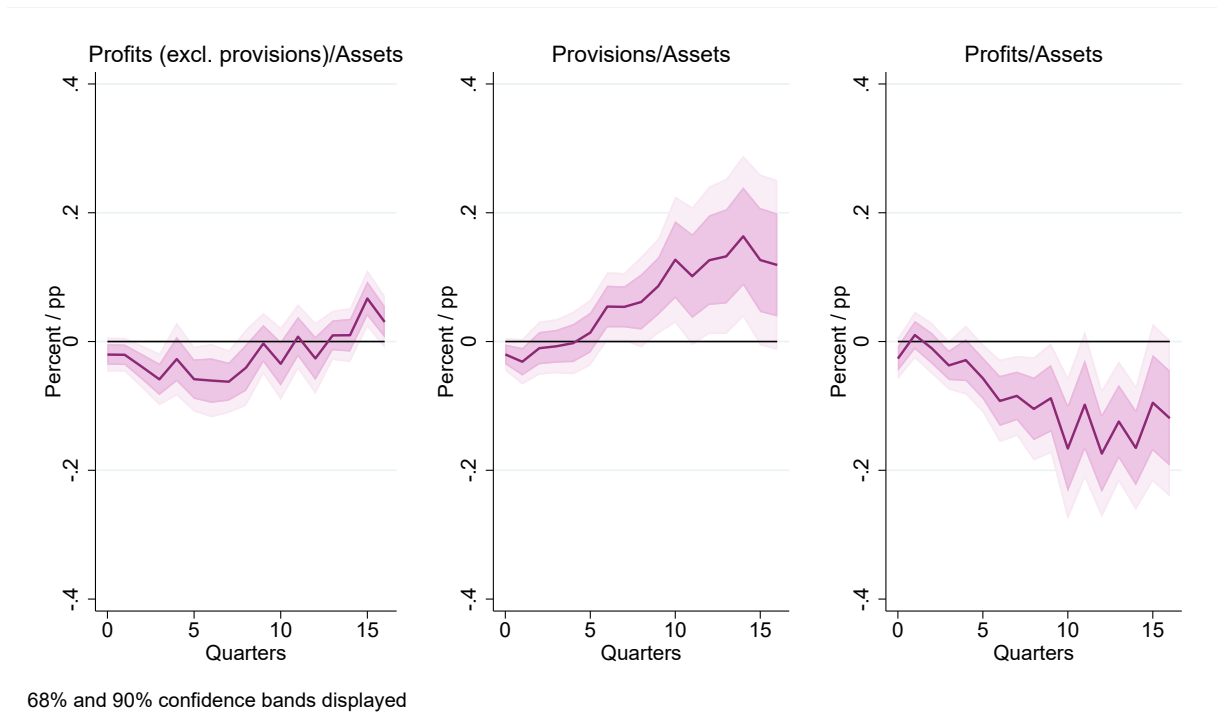 Profits (excl. provisions)/Assets
Percent / pp
.4
.2
0
-.2
-.4
0 5 10 15
Quarters
Provisions/Assets
Percent / pp
.4
.2
0
-.2
-.4
0 5 10 15
Quarters
Profits/Assets
Percent / pp
.4
.2
0
-.2
-.4
0 5 10 15
Quarters
68% and 90% confidence bands displayed